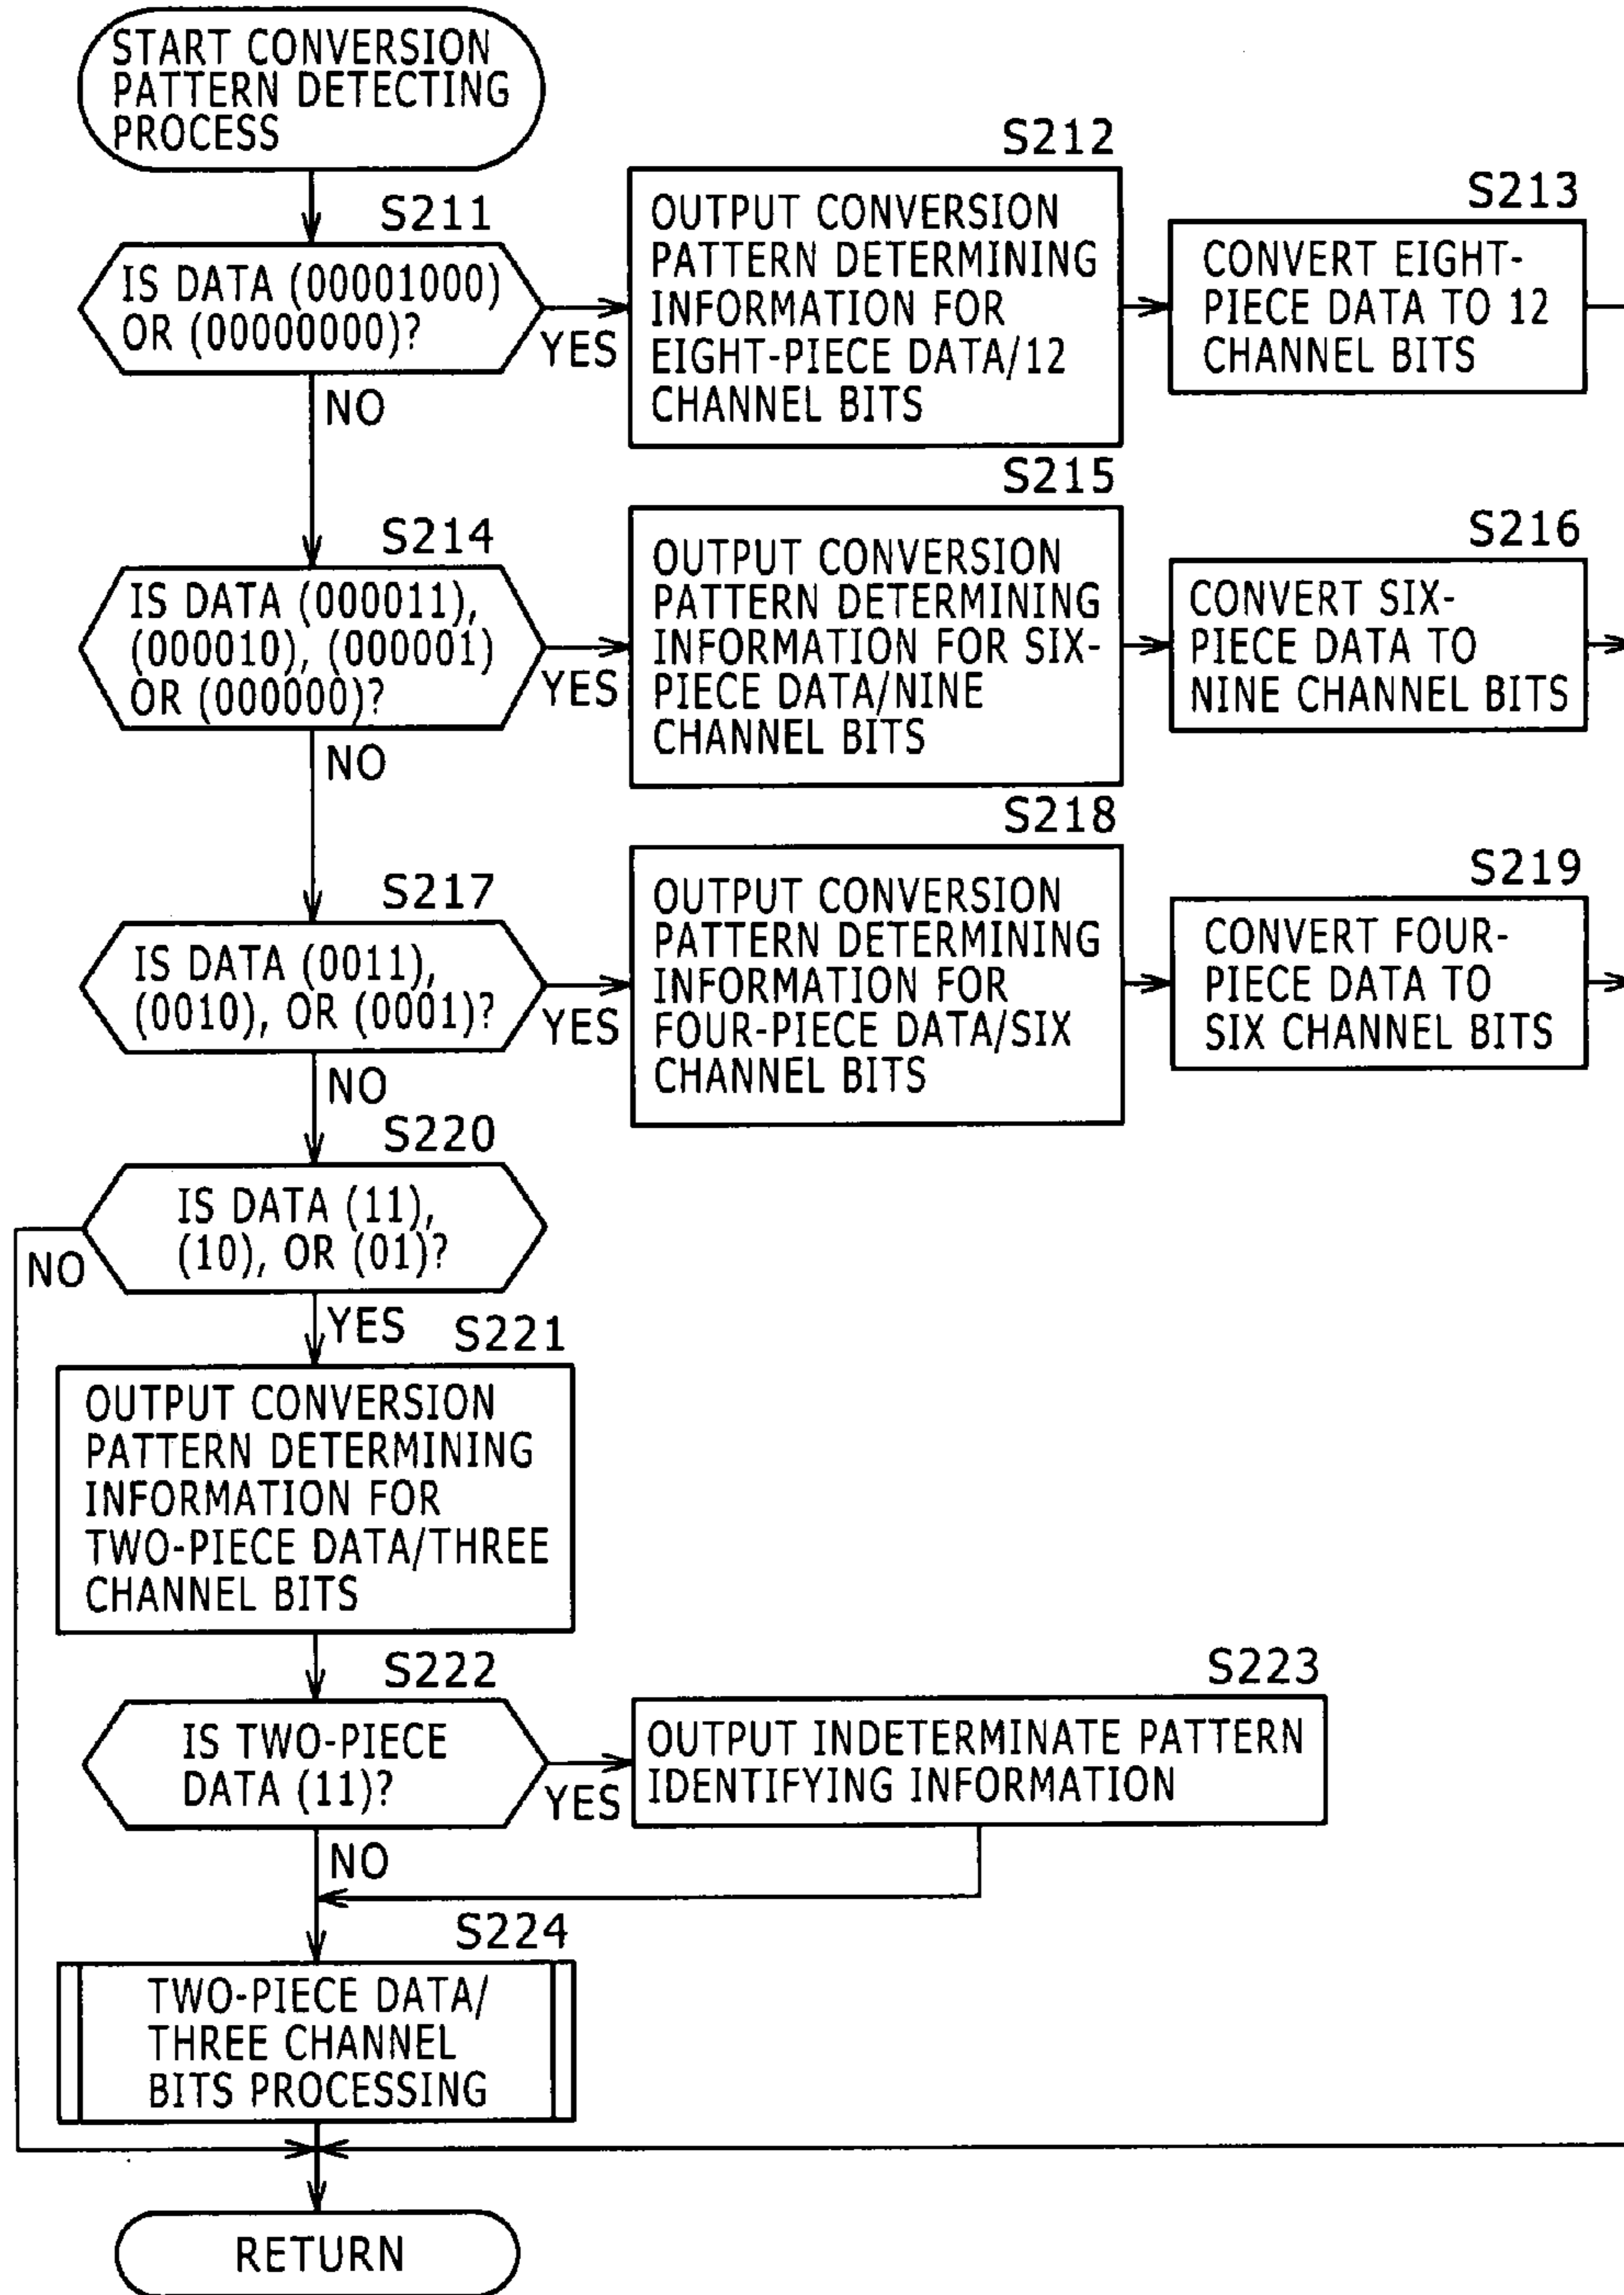 START CONVERSION
PATTERN DETECTING
PROCESS
S211
IS DATA (00001000)
OR (00000000)?
YES
NO
S212
OUTPUT CONVERSION
PATTERN DETERMINING
INFORMATION FOR
EIGHT-PIECE DATA/12
CHANNEL BITS
S213
CONVERT EIGHT-
PIECE DATA TO 12
CHANNEL BITS
S214
IS DATA (000011),
(000010), (000001)
OR (000000)?
YES
NO
S215
OUTPUT CONVERSION
PATTERN DETERMINING
INFORMATION FOR SIX-
PIECE DATA/NINE
CHANNEL BITS
S216
CONVERT SIX-
PIECE DATA TO
NINE CHANNEL BITS
S217
IS DATA (0011),
(0010), OR (0001)?
YES
NO
S218
OUTPUT CONVERSION
PATTERN DETERMINING
INFORMATION FOR
FOUR-PIECE DATA/SIX
CHANNEL BITS
S219
CONVERT FOUR-
PIECE DATA TO
SIX CHANNEL BITS
S220
IS DATA (11),
(10), OR (01)?
NO
YES
S221
OUTPUT CONVERSION
PATTERN DETERMINING
INFORMATION FOR
TWO-PIECE DATA/THREE
CHANNEL BITS
S222
IS TWO-PIECE
DATA (11)?
YES
NO
S223
OUTPUT INDETERMINATE PATTERN
IDENTIFYING INFORMATION
S224
TWO-PIECE DATA/
THREE CHANNEL
BITS PROCESSING
RETURN